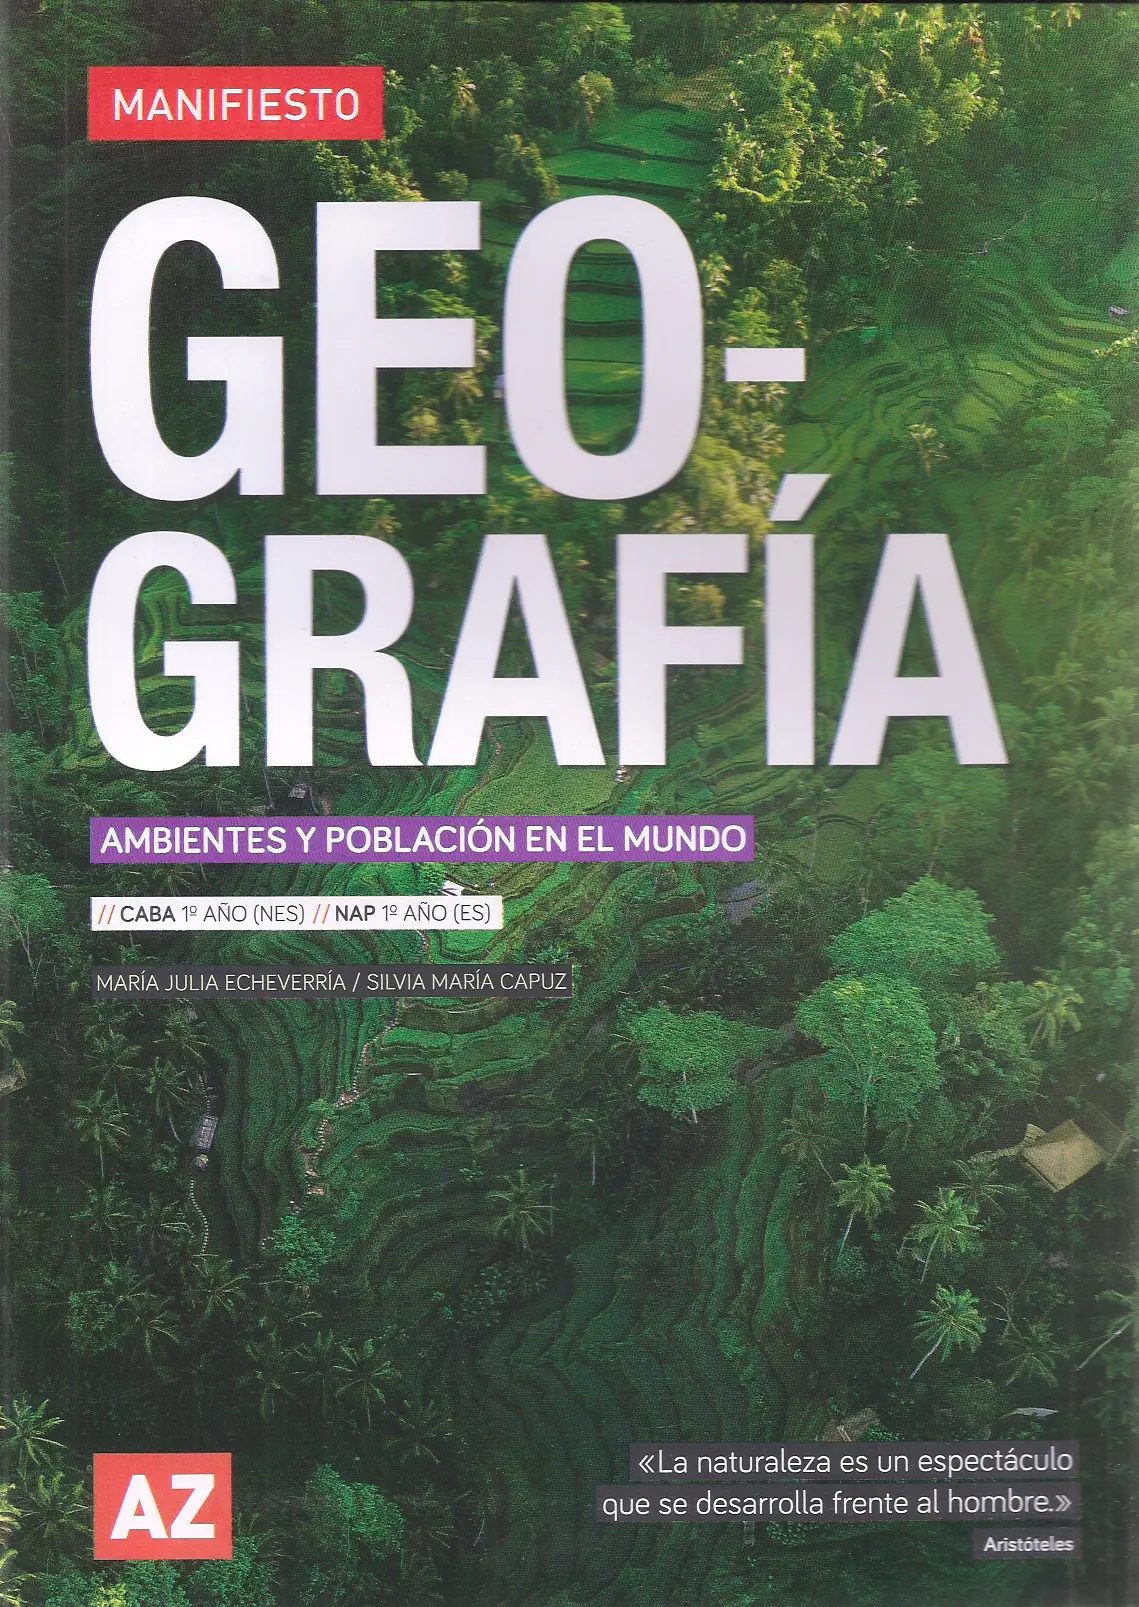 MANIFIESTO
GEO-
GRAFÍA
AMBIENTES Y POBLACIÓN EN EL MUNDO
// CABA 1º AÑO (NES) // NAP 1º AÑO (ES)
MARÍA JULIA ECHEVERRÍA / SILVIA MARÍA CAPUZ
«La naturaleza es un espectáculo
que se desarrolla frente al hombre.»
Aristóteles
AZ